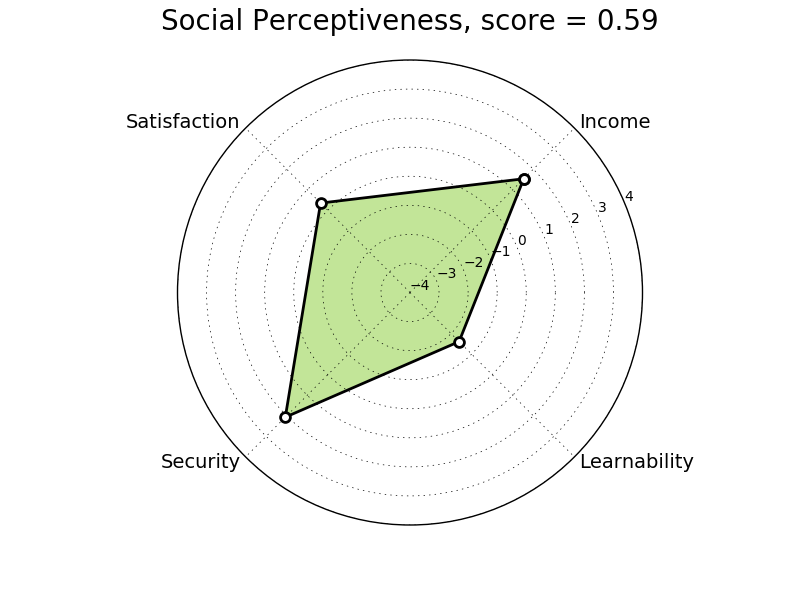 Social Perceptiveness, score = 0.59
Satisfaction
Income
4
3
2
1
0
−1
−2
−3
−4
Security
Learnability